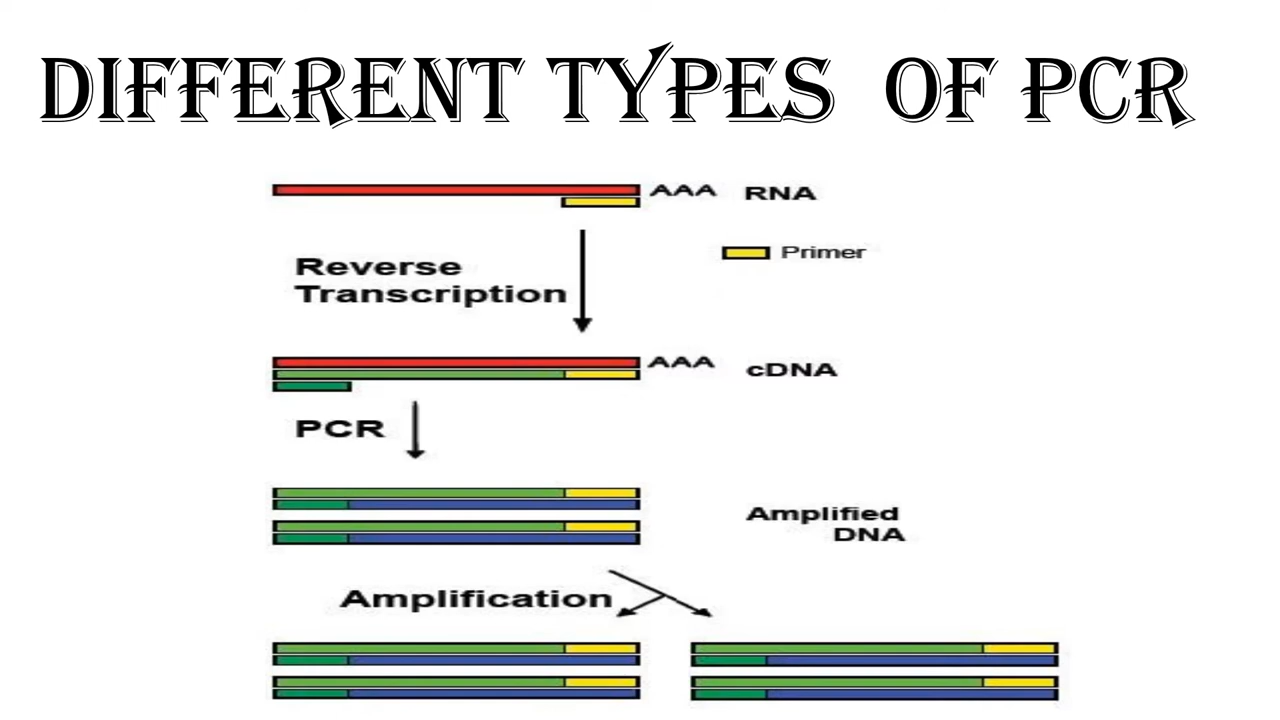 DIFFERENT TYPES OF PCR
AAA RNA
Primer
Reverse
Transcription
AAA cDNA
PCR
Amplified
DNA
Amplification